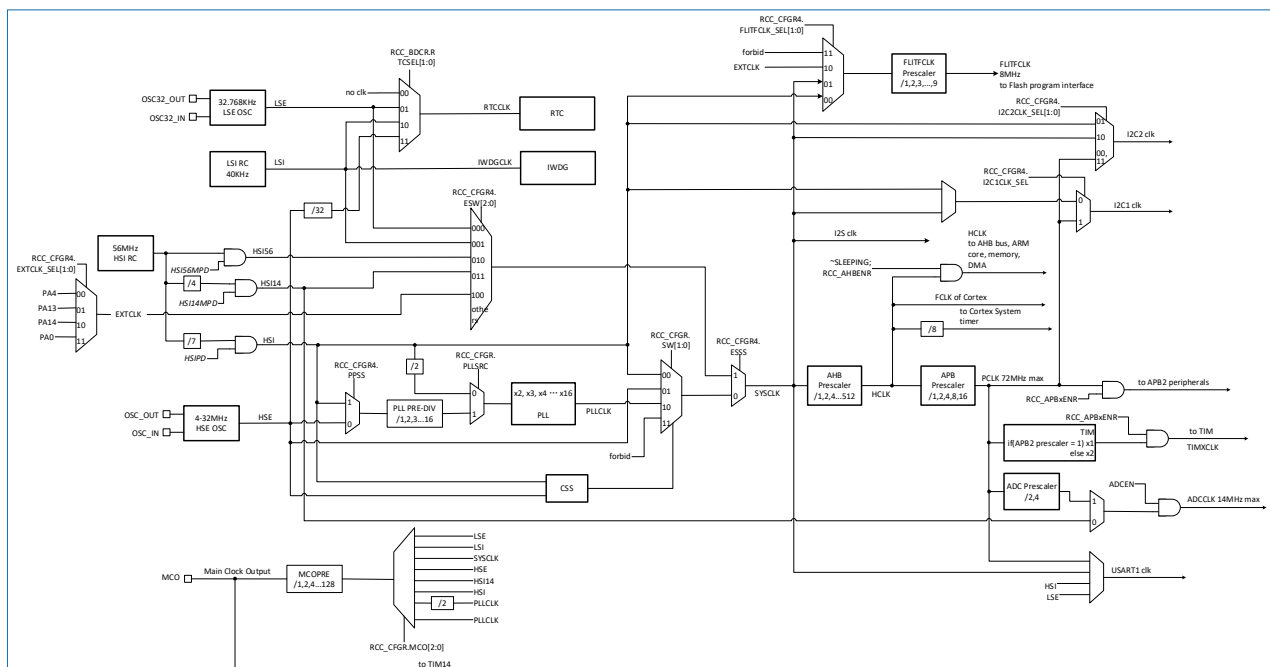 RCC_CFGR4.
FLITFCLK_SEL[1:0]
forbid
11
EXTCLK
10
01
00
FLITFCLK
Prescaler
/1,2,3,...,9
FLITFCLK
8MHz
to Flash program interface
RCC_BDCR.R
TCSEL[1:0]
no clk
00
01
10
11
OSC32_OUT
OSC32_IN
32.768KHz
LSE OSC
LSE
RTCCLK
RTC
RCC_CFGR4.
I2C2CLK_SEL[1:0]
01
10
00,
11
I2C2 clk
LSI RC
40KHz
LSI
IWDGCLK
IWDG
RCC_CFGR4.
I2C1CLK_SEL
0
1
I2C1 clk
/32
RCC_CFGR4.
ESW[2:0]
000
001
010
011
100
othe
rs
I2S clk
HCLK
to AHB bus, ARM
core, memory,
DMA
~SLEEPING;
RCC_AHBENR
56MHz
HSI RC
HSI56
HSI56MPD
/4
HSI14
HSI14MPD
RCC_CFGR4.
EXTCLK_SEL[1:0]
PA4
00
PA13
01
PA14
10
PA0
11
EXTCLK
/7
HSI
HSIPD
FCLK of Cortex
/8
to Cortex System
timer
/2
RCC_CFGR4.
PPSS
1
0
RCC_CFGR.
PLLSRC
0
1
PLL PRE-DIV
/1,2,3...16
x2, x3, x4 ··· x16
PLL
PLLCLK
RCC_CFGR.
SW[1:0]
00
01
10
11
forbid
RCC_CFGR4.
ESSS
1
0
SYSCLK
AHB
Prescaler
/1,2,4...512
HCLK
APB
Prescaler
/1,2,4,8,16
PCLK 72MHz max
RCC_APBxENR
to APB2 peripherals
OSC_OUT
OSC_IN
4-32MHz
HSE OSC
HSE
CSS
RCC_APBxENR
TIM
if(APB2 prescaler = 1) x1
else x2
to TIM
TIMXCLK
ADC Prescaler
/2,4
1
0
ADCEN
ADCCLK 14MHz max
HSI
LSE
USART1 clk
MCO
Main Clock Output
MCOPRE
/1,2,4...128
LSE
LSI
SYSCLK
HSE
HSI14
HSI
/2
PLLCLK
PLLCLK
RCC_CFGR.MCO[2:0]
to TIM14